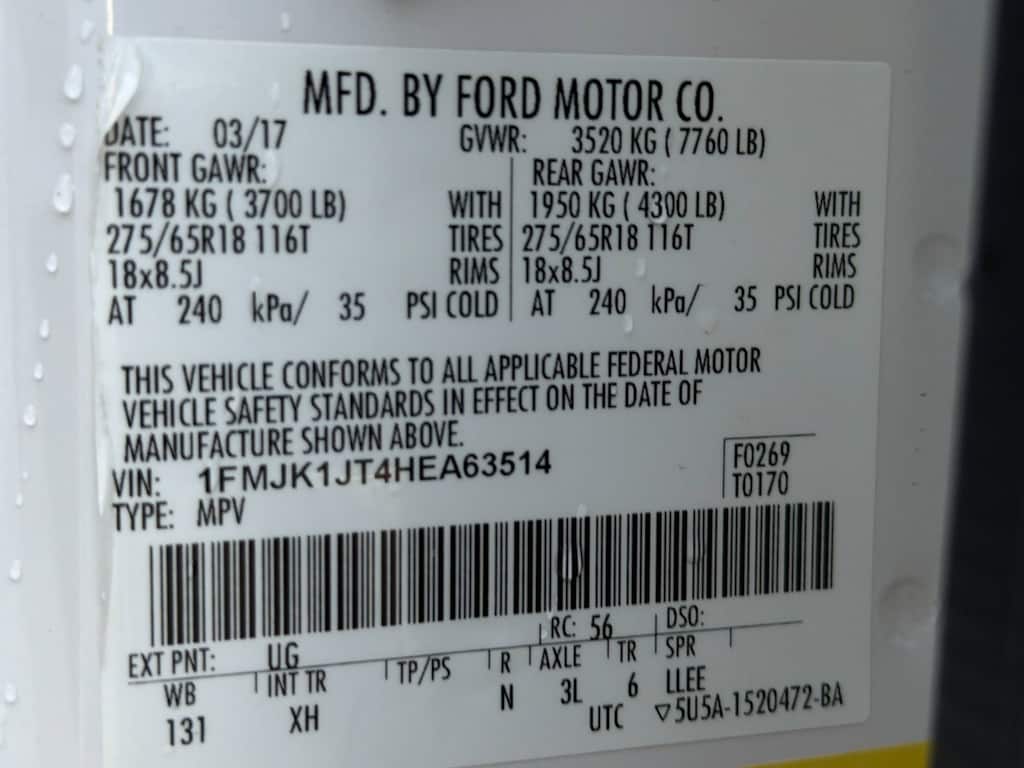 MFD. BY FORD MOTOR CO.
DATE: 03/17 GVWR: 3520 KG ( 7760 LB)
FRONT GAWR: REAR GAWR:
1678 KG ( 3700 LB) WITH 1950 KG ( 4300 LB) WITH
275/65R18 116T TIRES 275/65R18 116T TIRES
18x8.5J RIMS 18x8.5J RIMS
AT 240 kPa/ 35 PSI COLD AT 240 kPa/ 35 PSI COLD
THIS VEHICLE CONFORMS TO ALL APPLICABLE FEDERAL MOTOR
VEHICLE SAFETY STANDARDS IN EFFECT ON THE DATE OF
MANUFACTURE SHOWN ABOVE.
VIN: 1FMJK1JT4HEA63514 F0269
TYPE: MPV T0170
EXT PNT: UG RC: 56 DSO:
WB INT TR TP/PS R AXLE TR SPR
131 XH N 3L 6 LLEE
UTC ▽5U5A-1520472-BA